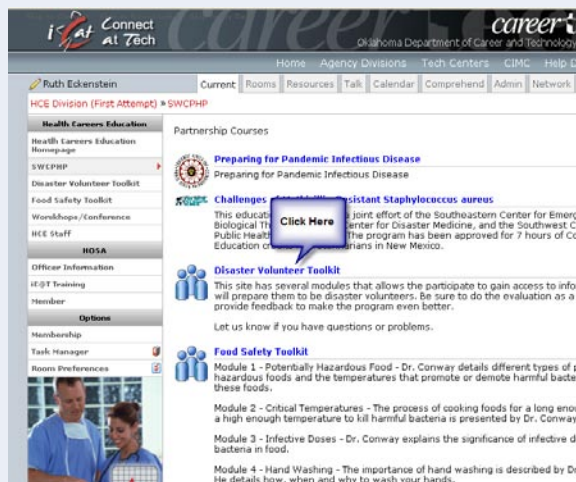 Connect
at Tech
career
Oklahoma Department of Career and Technology
Home Agency Divisions Tech Centers CIMC Help D
Ruth Eckenstein
Current Rooms Resources Talk Calendar Comprehend Admin Network
HCE Division (First Attempt) » SWCPHP
Health Careers Education
Health Careers Education
Homepage
SWCPHP
Disaster Volunteer Toolkit
Food Safety Toolkit
Workshops/Conference
HCE Staff
HOSA
Officer Information
iC@T Training
Member
Options
Membership
Task Manager
Room Preferences
Partnership Courses
Preparing for Pandemic Infectious Disease
Preparing for Pandemic Infectious Disease
Challenges of Resistant Staphylococcus aureus
This educati joint effort of the Southeastern Center for Emerg
Biological Th enter for Disaster Medicine, and the Southwest C
Public Health The program has been approved for 7 hours of Co
Education cr arians in New Mexico.
Click Here
Disaster Volunteer Toolkit
This site has several modules that allows the participate to gain access to info
will prepare them to be disaster volunteers. Be sure to do the evaluation as a
provide feedback to make the program even better.
Let us know if you have questions or problems.
Food Safety Toolkit
Module 1 - Potentially Hazardous Food - Dr. Conway details different types of p
hazardous foods and the temperatures that promote or demote harmful bacte
these foods.
Module 2 - Critical Temperatures - The process of cooking foods for a long enou
a high enough temperature to kill harmful bacteria is presented by Dr. Conway
Module 3 - Infective Doses - Dr. Conway explains the significance of infective d
bacteria in food.
Module 4 - Hand Washing - The importance of hand washing is described by Dr
He details how, when and why to wash your hands.